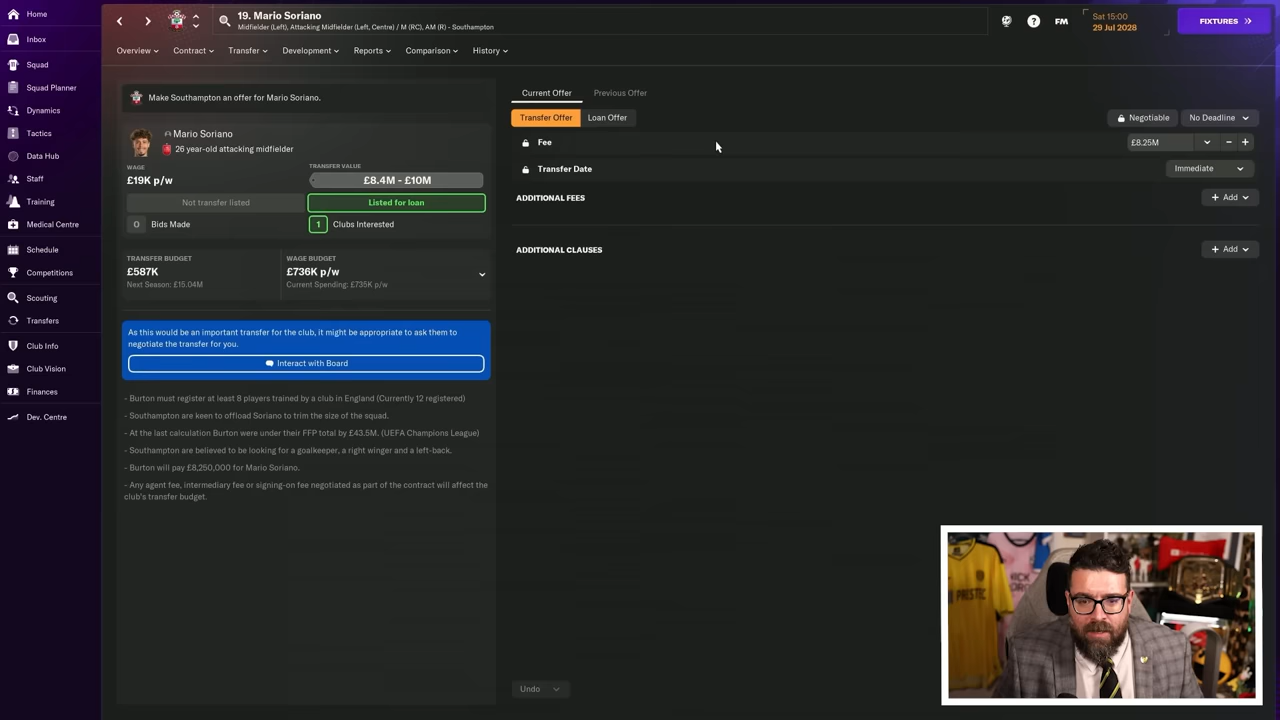 Home
Inbox
Squad
Squad Planner
Dynamics
Tactics
Data Hub
Staff
Training
Medical Centre
Schedule
Competitions
Scouting
Transfers
Club Info
Club Vision
Finances
Dev. Centre
19. Mario Soriano
Midfielder (Left), Attacking Midfielder (Left, Centre) / M (RC), AM (R) - Southampton
FM
Sat 15:00
29 Jul 2028
FIXTURES
Overview
Contract
Transfer
Development
Reports
Comparison
History
Make Southampton an offer for Mario Soriano.
Mario Soriano
26 year-old attacking midfielder
WAGE
£19K p/w
TRANSFER VALUE
£8.4M - £10M
Not transfer listed
Listed for loan
0 Bids Made
1 Clubs Interested
TRANSFER BUDGET
£587K
Next Season: £15.04M
WAGE BUDGET
£736K p/w
Current Spending: £735K p/w
As this would be an important transfer for the club, it might be appropriate to ask them to
negotiate the transfer for you.
Interact with Board
- Burton must register at least 8 players trained by a club in England (Currently 12 registered)
- Southampton are keen to offload Soriano to trim the size of the squad.
- At the last calculation Burton were under their FFP total by £43.5M. (UEFA Champions League)
- Southampton are believed to be looking for a goalkeeper, a right winger and a left-back.
- Burton will pay £8,250,000 for Mario Soriano.
- Any agent fee, intermediary fee or signing-on fee negotiated as part of the contract will affect the
club's transfer budget.
Current Offer
Previous Offer
Transfer Offer
Loan Offer
Negotiable
No Deadline
Fee
£8.25M
Transfer Date
Immediate
ADDITIONAL FEES
+ Add
ADDITIONAL CLAUSES
+ Add
Undo
PRESTEC